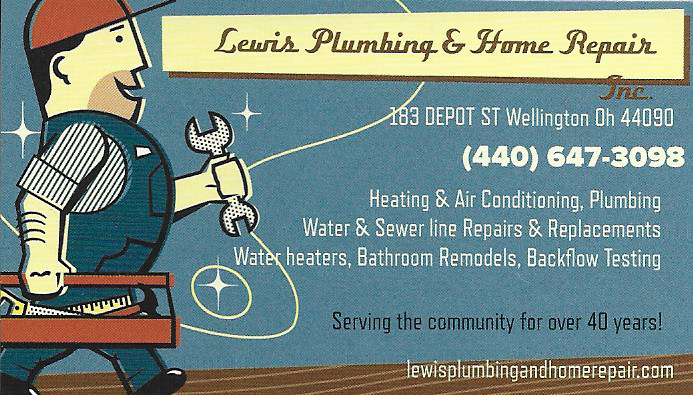 Lewis Plumbing & Home Repair
Inc.
183 DEPOT ST Wellington Oh 44090
(440) 647-3098
Heating & Air Conditioning, Plumbing
Water & Sewer line Repairs & Replacements
Water heaters, Bathroom Remodels, Backflow Testing
Serving the community for over 40 years!
lewisplumbingandhomerepair.com